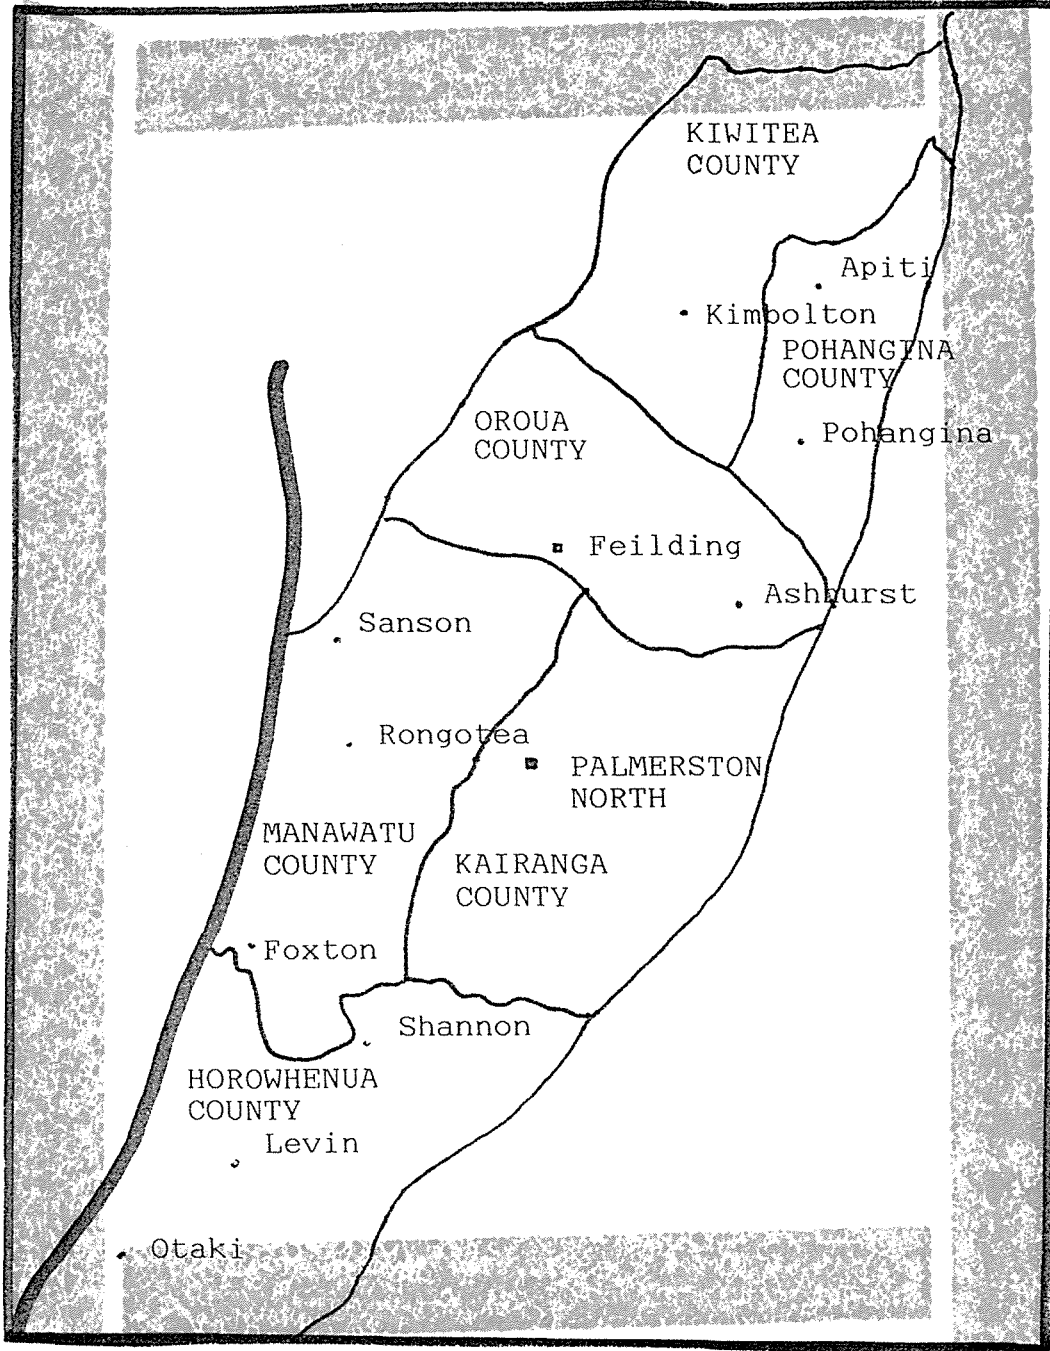 KIWITEA
COUNTY
Apiti
Kimbolton
POHANGINA
COUNTY
OROUA
COUNTY
Pohangina
Feilding
Ashhurst
Sanson
Rongotea
PALMERSTON
NORTH
MANAWATU
COUNTY
KAIRANGA
COUNTY
Foxton
Shannon
HOROWHENUA
COUNTY
Levin
Otaki